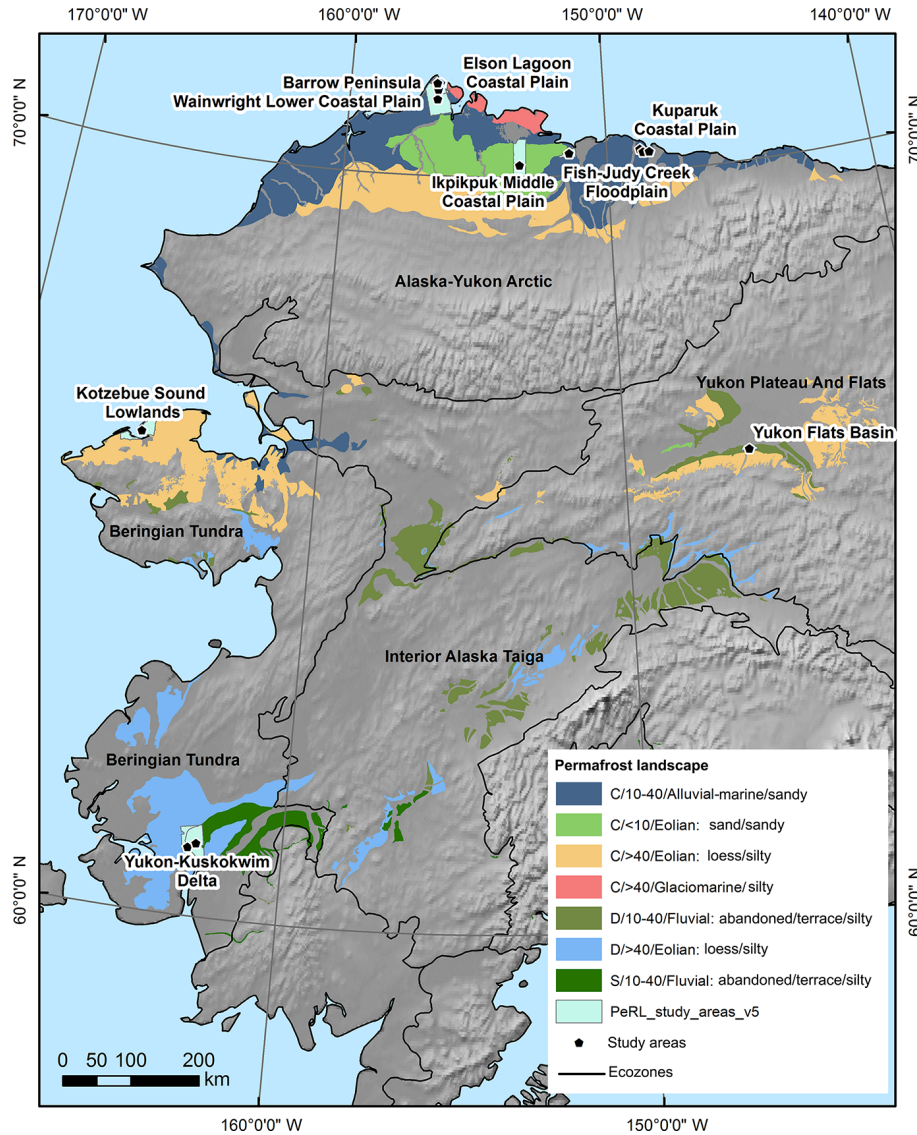 170°0'0" W
160°0'0" W
150°0'0" W
140°0'0" W
70°0'0" N
70°0'0" N
Barrow Peninsula
Wainwright Lower Coastal Plain
Elson Lagoon
Coastal Plain
Kuparuk
Coastal Plain
Ikpikpuk Middle
Coastal Plain
Fish-Judy Creek
Floodplain
Alaska-Yukon Arctic
Kotzebue Sound
Lowlands
Yukon Plateau And Flats
Yukon Flats Basin
Beringian Tundra
Interior Alaska Taiga
Beringian Tundra
Yukon-Kuskokwim
Delta
60°0'0" N
60°0'0" N
Permafrost landscape
C/10-40/Alluvial-marine/sandy
C/<10/Eolian: sand/sandy
C/>40/Eolian: loess/silty
C/>40/Glaciomarine/silty
D/10-40/Fluvial: abandoned/terrace/silty
D/>40/Eolian: loess/silty
S/10-40/Fluvial: abandoned/terrace/silty
PeRL_study_areas_v5
Study areas
Ecozones
0 50 100 200
km
160°0'0" W
150°0'0" W